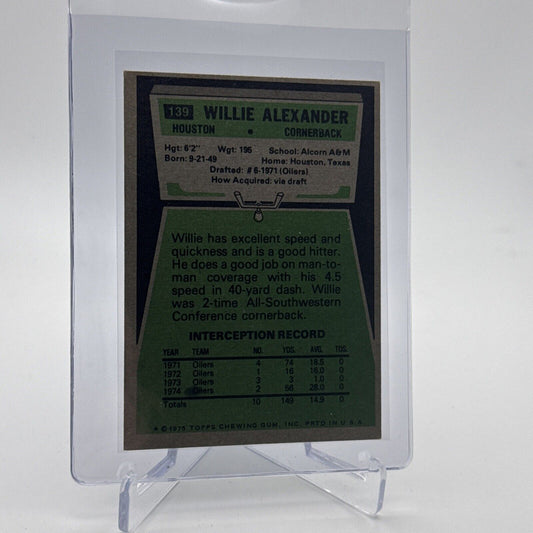 139 WILLIE ALEXANDER
HOUSTON • CORNERBACK
Hgt: 6'2" Wgt: 195 School: Alcorn A&M
Born: 9-21-49 Home: Houston, Texas
Drafted: #6-1971 (Oilers)
How Acquired: via draft
Willie has excellent speed and
quickness and is a good hitter.
He does a good job on man-to-
man coverage with his 4.5
speed in 40-yard dash. Willie
was 2-time All-Southwestern
Conference cornerback.
INTERCEPTION RECORD
YEAR TEAM NO. YDS. AVG. TDS.
1971 Oilers 4 74 18.5 0
1972 Oilers 1 16 16.0 0
1973 Oilers 3 3 1.0 0
1974 Oilers 2 56 28.0 0
Totals 10 149 14.9 0
* © 1975 TOPPS CHEWING GUM, INC. PRTD IN U.S.A.